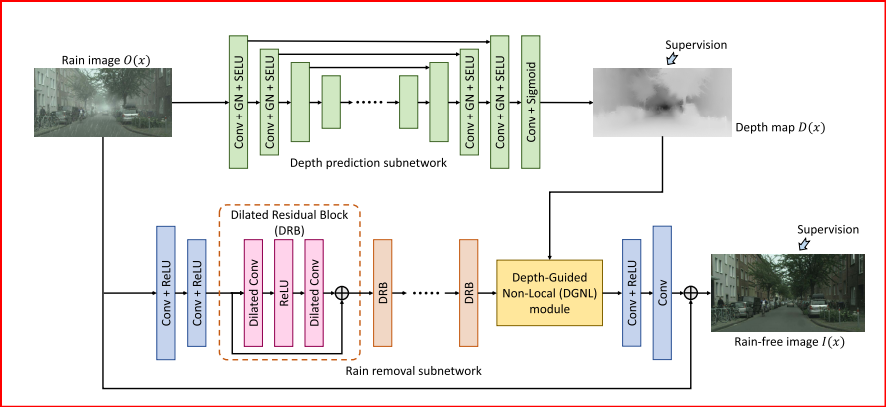 Rain image O(x)
Conv + GN + SELU
Conv + GN + SELU
Conv + GN + SELU
Conv + GN + SELU
Conv + Sigmoid
Supervision
Depth map D(x)
Depth prediction subnetwork
Dilated Residual Block
(DRB)
Conv + ReLU
Conv + ReLU
Dilated Conv
ReLU
Dilated Conv
DRB
DRB
Depth-Guided
Non-Local (DGNL)
module
Conv + ReLU
Conv
Supervision
Rain-free image I(x)
Rain removal subnetwork